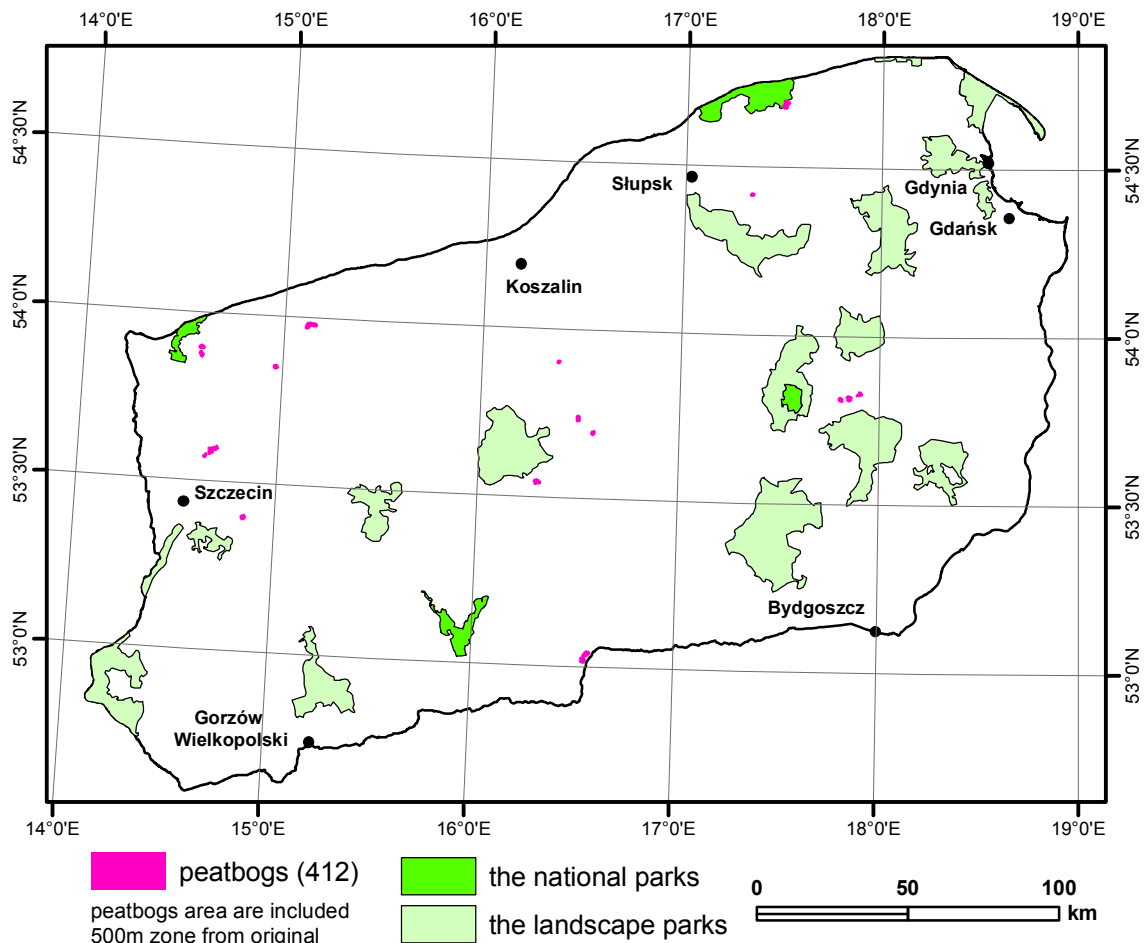 14°0'E 15°0'E 16°0'E 17°0'E 18°0'E 19°0'E
54°30'N
54°30'N
Słupsk
Gdynia
Gdańsk
Koszalin
54°0'N
54°0'N
53°30'N
53°30'N
Szczecin
Bydgoszcz
53°0'N
53°0'N
Gorzów
Wielkopolski
14°0'E 15°0'E 16°0'E 17°0'E 18°0'E 19°0'E
peatbogs (412)
peatbogs area are included
500m zone from original
the national parks
the landscape parks
0 50 100
km